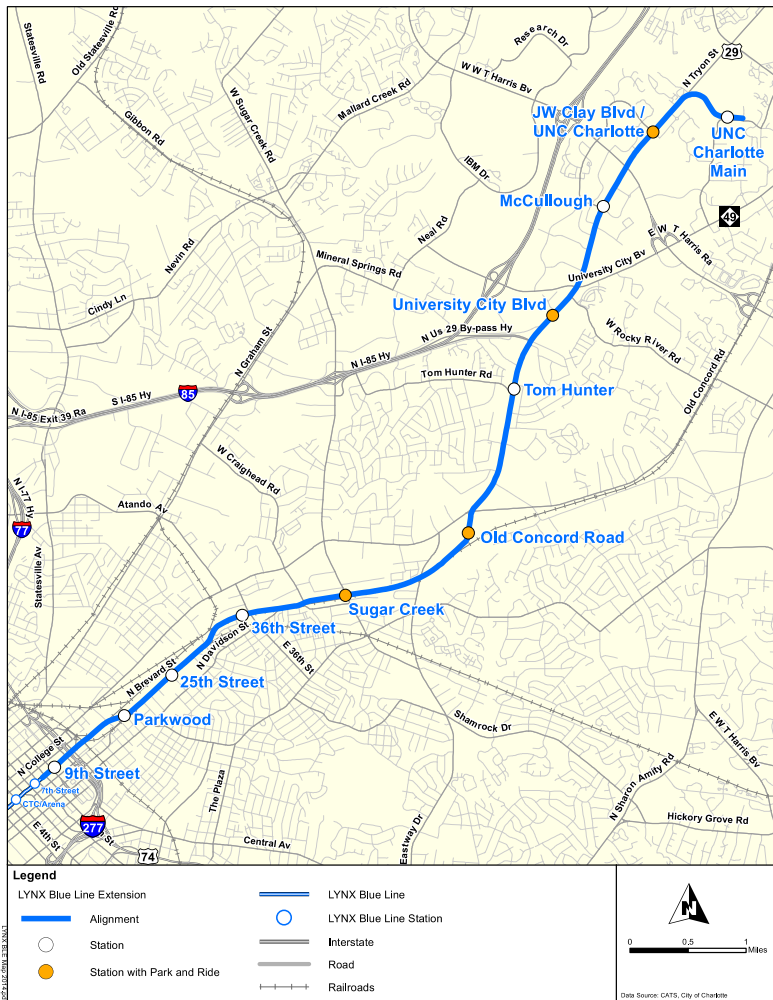 Statesville Rd
Old Statesville Rd
Research Dr
29
N Tryon St
W W T Harris Bv
Gibbon Rd
W Sugar Creek Rd
Mallard Creek Rd
JW Clay Blvd /
UNC Charlotte
UNC
Charlotte
Main
IBM Dr
McCullough
49
Neal Rd
E W T Harris Ra
Nevin Rd
Mineral Springs Rd
University City Bv
Cindy Ln
University City Blvd
N Us 29 By-pass Hy
W Rocky River Rd
N Graham St
N I-85 Hy
Old Concord Rd
Tom Hunter Rd
Tom Hunter
S I-85 Hy
85
N I-85 Exit 39 Ra
W Craighead Rd
N I-77 Hy
Atando Av
77
Old Concord Road
Statesville Av
Sugar Creek
36th Street
N Davidson St
E 36th St
N Brevard St
25th Street
Parkwood
Shamrock Dr
E W T Harris Bv
N College St
9th Street
7th Street
CTC/Arena
The Plaza
N Sharon Amity Rd
Hickory Grove Rd
277
E 4th St
74
Central Av
Eastway Dr
Legend
LYNX Blue Line Extension
Alignment
Station
Station with Park and Ride
LYNX Blue Line
LYNX Blue Line Station
Interstate
Road
Railroads
N
0 0.5 1
Miles
Data Source: CATS, City of Charlotte